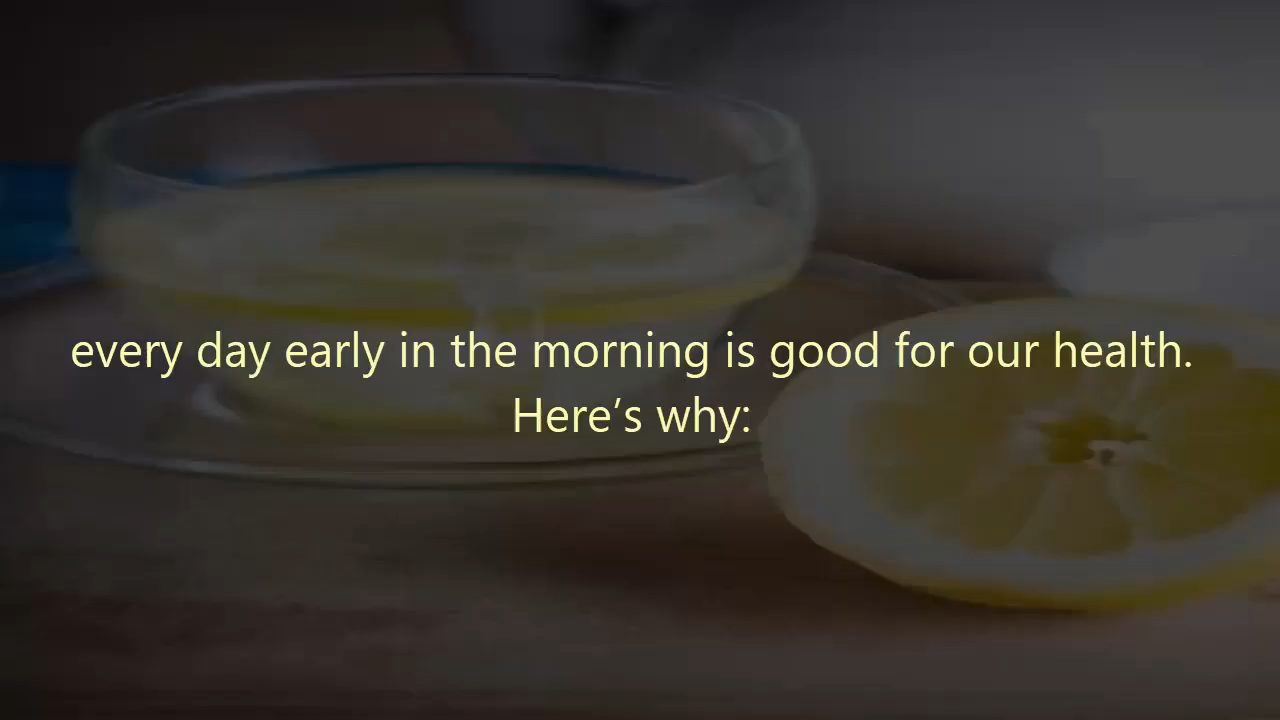 every day early in the morning is good for our health.
Here’s why: